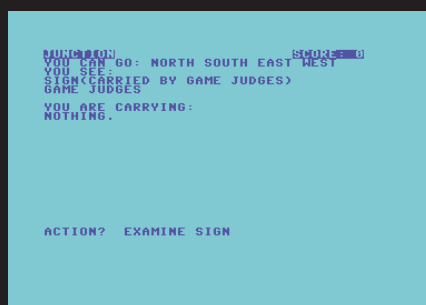 JUNCTION SCORE: 0
YOU CAN GO: NORTH SOUTH EAST WEST
YOU SEE:
SIGN(CARRIED BY GAME JUDGES)
GAME JUDGES
YOU ARE CARRYING:
NOTHING.
ACTION? EXAMINE SIGN